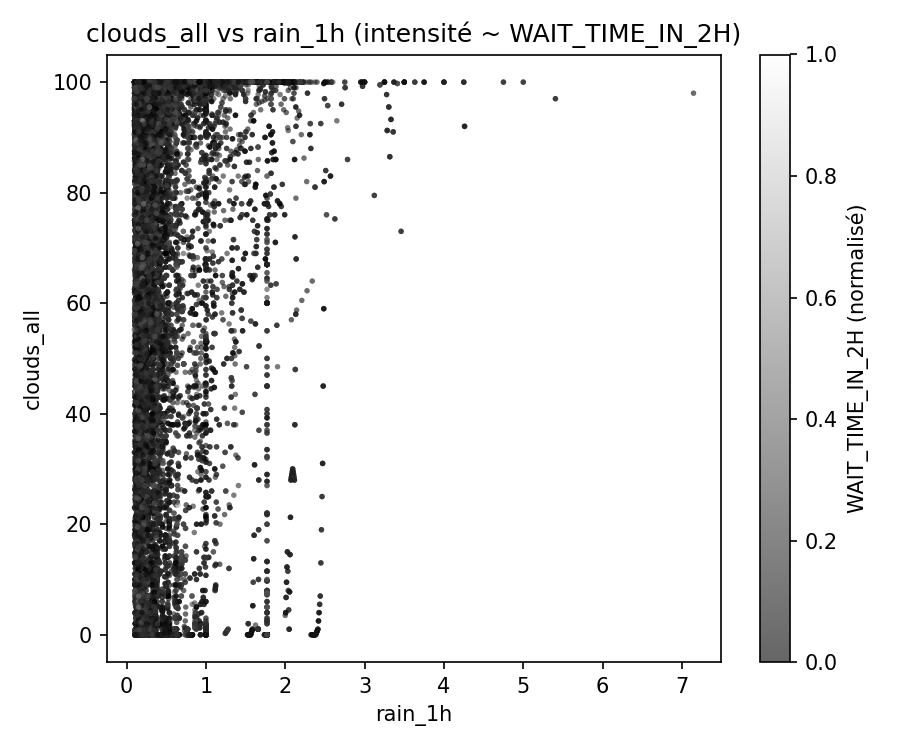 clouds_all vs rain_1h (intensité ~ WAIT_TIME_IN_2H)
clouds_all
100
80
60
40
20
0
0 1 2 3 4 5 6 7
rain_1h
1.0
0.8
0.6
0.4
0.2
0.0
WAIT_TIME_IN_2H (normalisé)